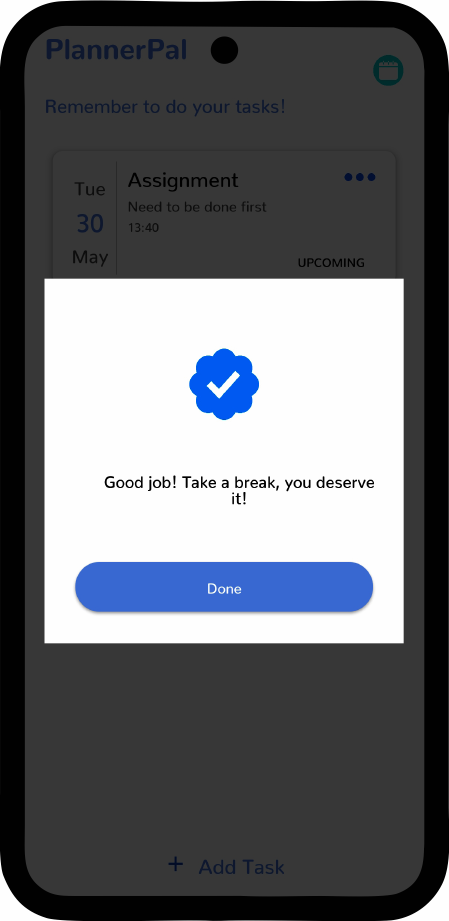 PlannerPal
Remember to do your tasks!
Tue
30
May
Assignment
Need to be done first
13:40
UPCOMING
Good job! Take a break, you deserve
it!
Done
+ Add Task